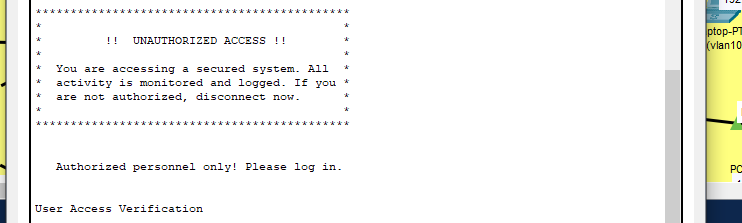 *********************************************
*                                           *
*         !!  UNAUTHORIZED ACCESS !!        *
*                                           *
*  You are accessing a secured system. All  *
*  activity is monitored and logged. If you *
*  are not authorized, disconnect now.      *
*                                           *
*********************************************
Authorized personnel only! Please log in.
User Access Verification
ptop-PT
(vlan10
PC